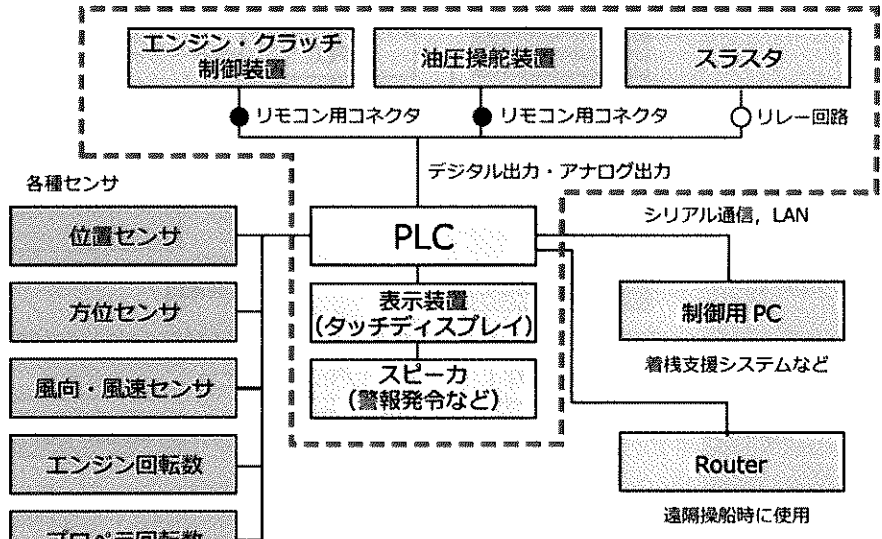 エンジン・クラッチ
制御装置
油圧操舵装置
スラスタ
リモコン用コネクタ
リモコン用コネクタ
リレー回路
デジタル出力・アナログ出力
各種センサ
シリアル通信, LAN
位置センサ
PLC
方位センサ
表示装置
(タッチディスプレイ)
制御用 PC
風向・風速センサ
スピーカ
(警報発令など)
着桟支援システムなど
エンジン回転数
Router
遠隔操船時に使用
プロペラ回転数